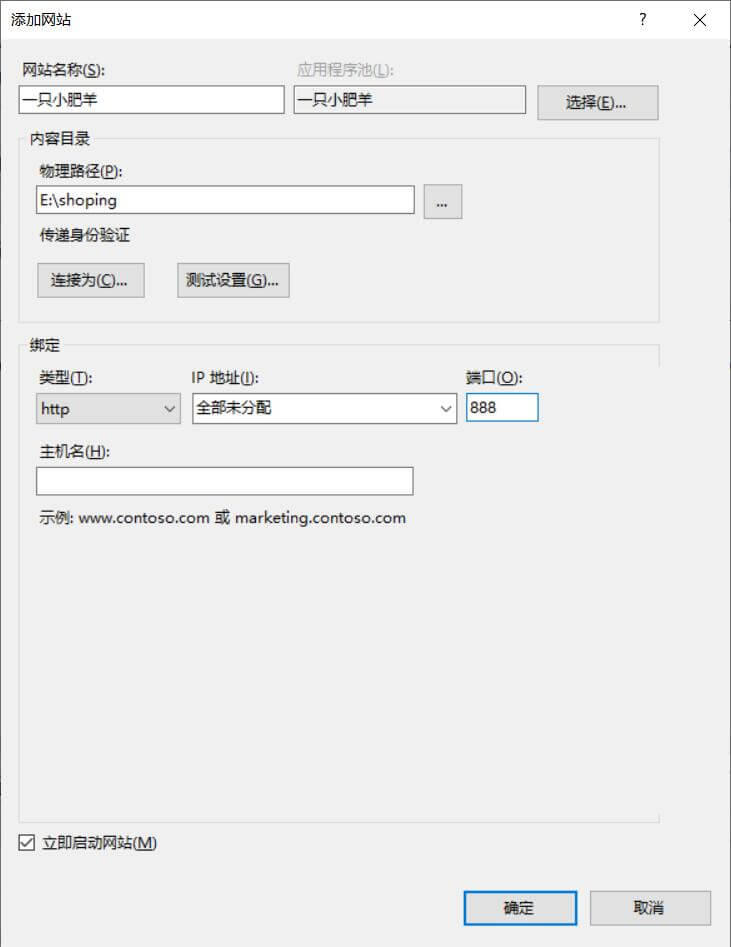 添加网站 ?
网站名称(S): 应用程序池(L):
一只小肥羊 一只小肥羊 选择(E)...
内容目录
物理路径(P):
E:\shoping ...
传递身份验证
连接为(C)... 测试设置(G)...
绑定
类型(T): IP 地址(I): 端口(O):
http 全部未分配 888
主机名(H):
示例: www.contoso.com 或 marketing.contoso.com
立即启动网站(M)
确定 取消